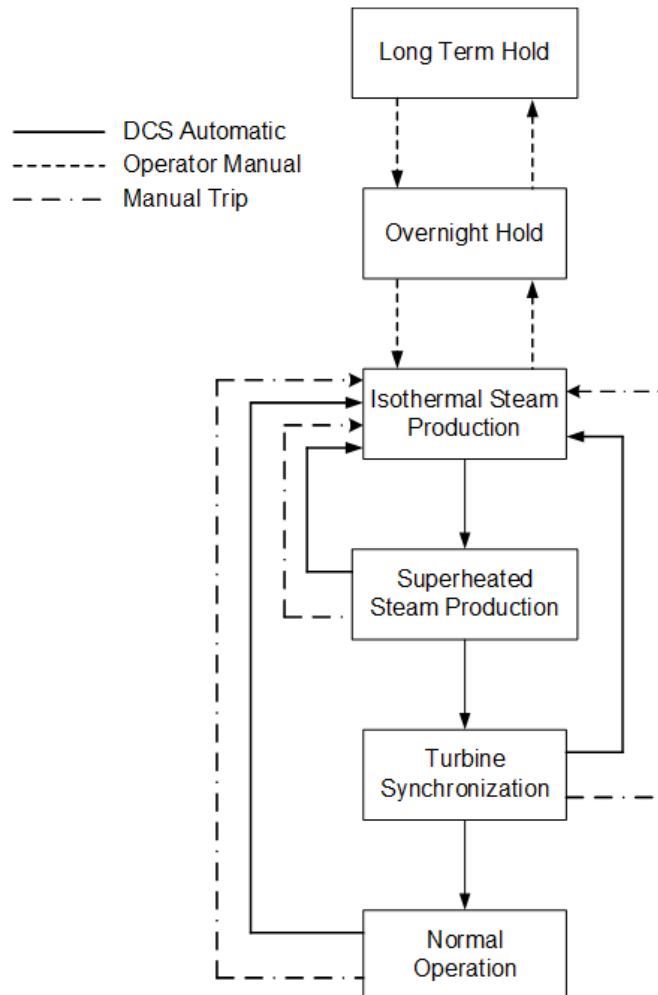 Long Term Hold
DCS Automatic
Operator Manual
Manual Trip
Overnight Hold
Isothermal Steam
Production
Superheated
Steam Production
Turbine
Synchronization
Normal
Operation